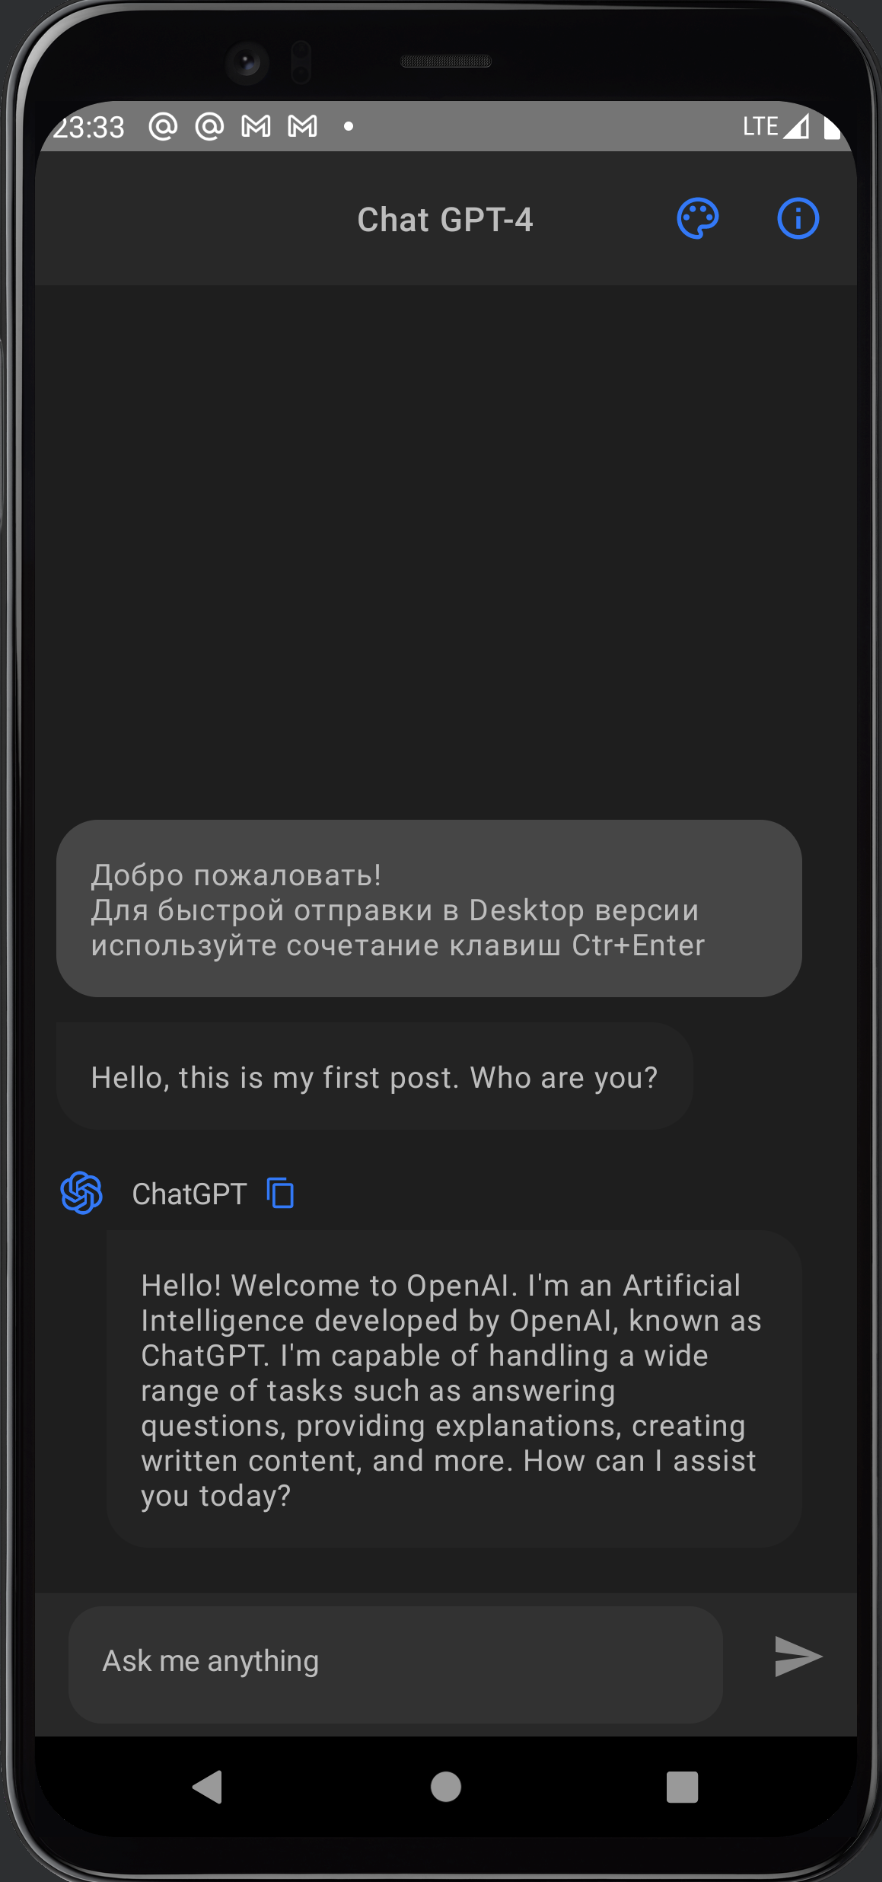 23:33
LTE
Chat GPT-4
Добро пожаловать!
Для быстрой отправки в Desktop версии
используйте сочетание клавиш Ctr+Enter
Hello, this is my first post. Who are you?
ChatGPT
Hello! Welcome to OpenAI. I'm an Artificial
Intelligence developed by OpenAI, known as
ChatGPT. I'm capable of handling a wide
range of tasks such as answering
questions, providing explanations, creating
written content, and more. How can I assist
you today?
Ask me anything